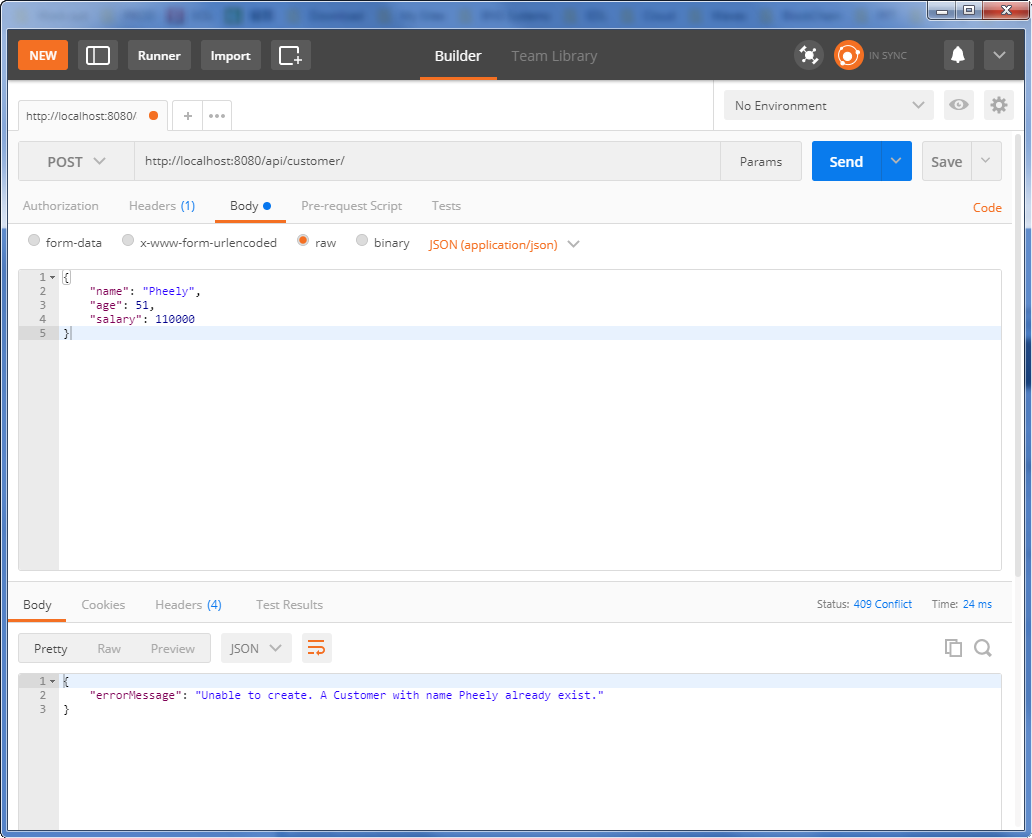 NEW Runner Import Builder Team Library IN SYNC
http://localhost:8080/ + ••• No Environment
POST http://localhost:8080/api/customer/ Params Send Save
Authorization Headers (1) Body Pre-request Script Tests Code
form-data x-www-form-urlencoded raw binary JSON (application/json)
1 {
2 "name": "Pheely",
3 "age": 51,
4 "salary": 110000
5 }
Body Cookies Headers (4) Test Results Status: 409 Conflict Time: 24 ms
Pretty Raw Preview JSON
1 {
2 "errorMessage": "Unable to create. A Customer with name Pheely already exist."
3 }